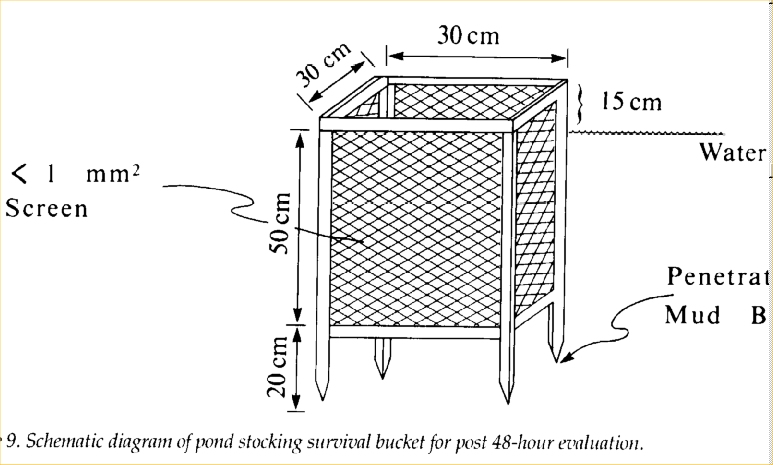 30 cm
30 cm
15 cm
Water
< 1 mm²
Screen
50 cm
Penetrat
Mud B
20 cm
9. Schematic diagram of pond stocking survival bucket for post 48-hour evaluation.